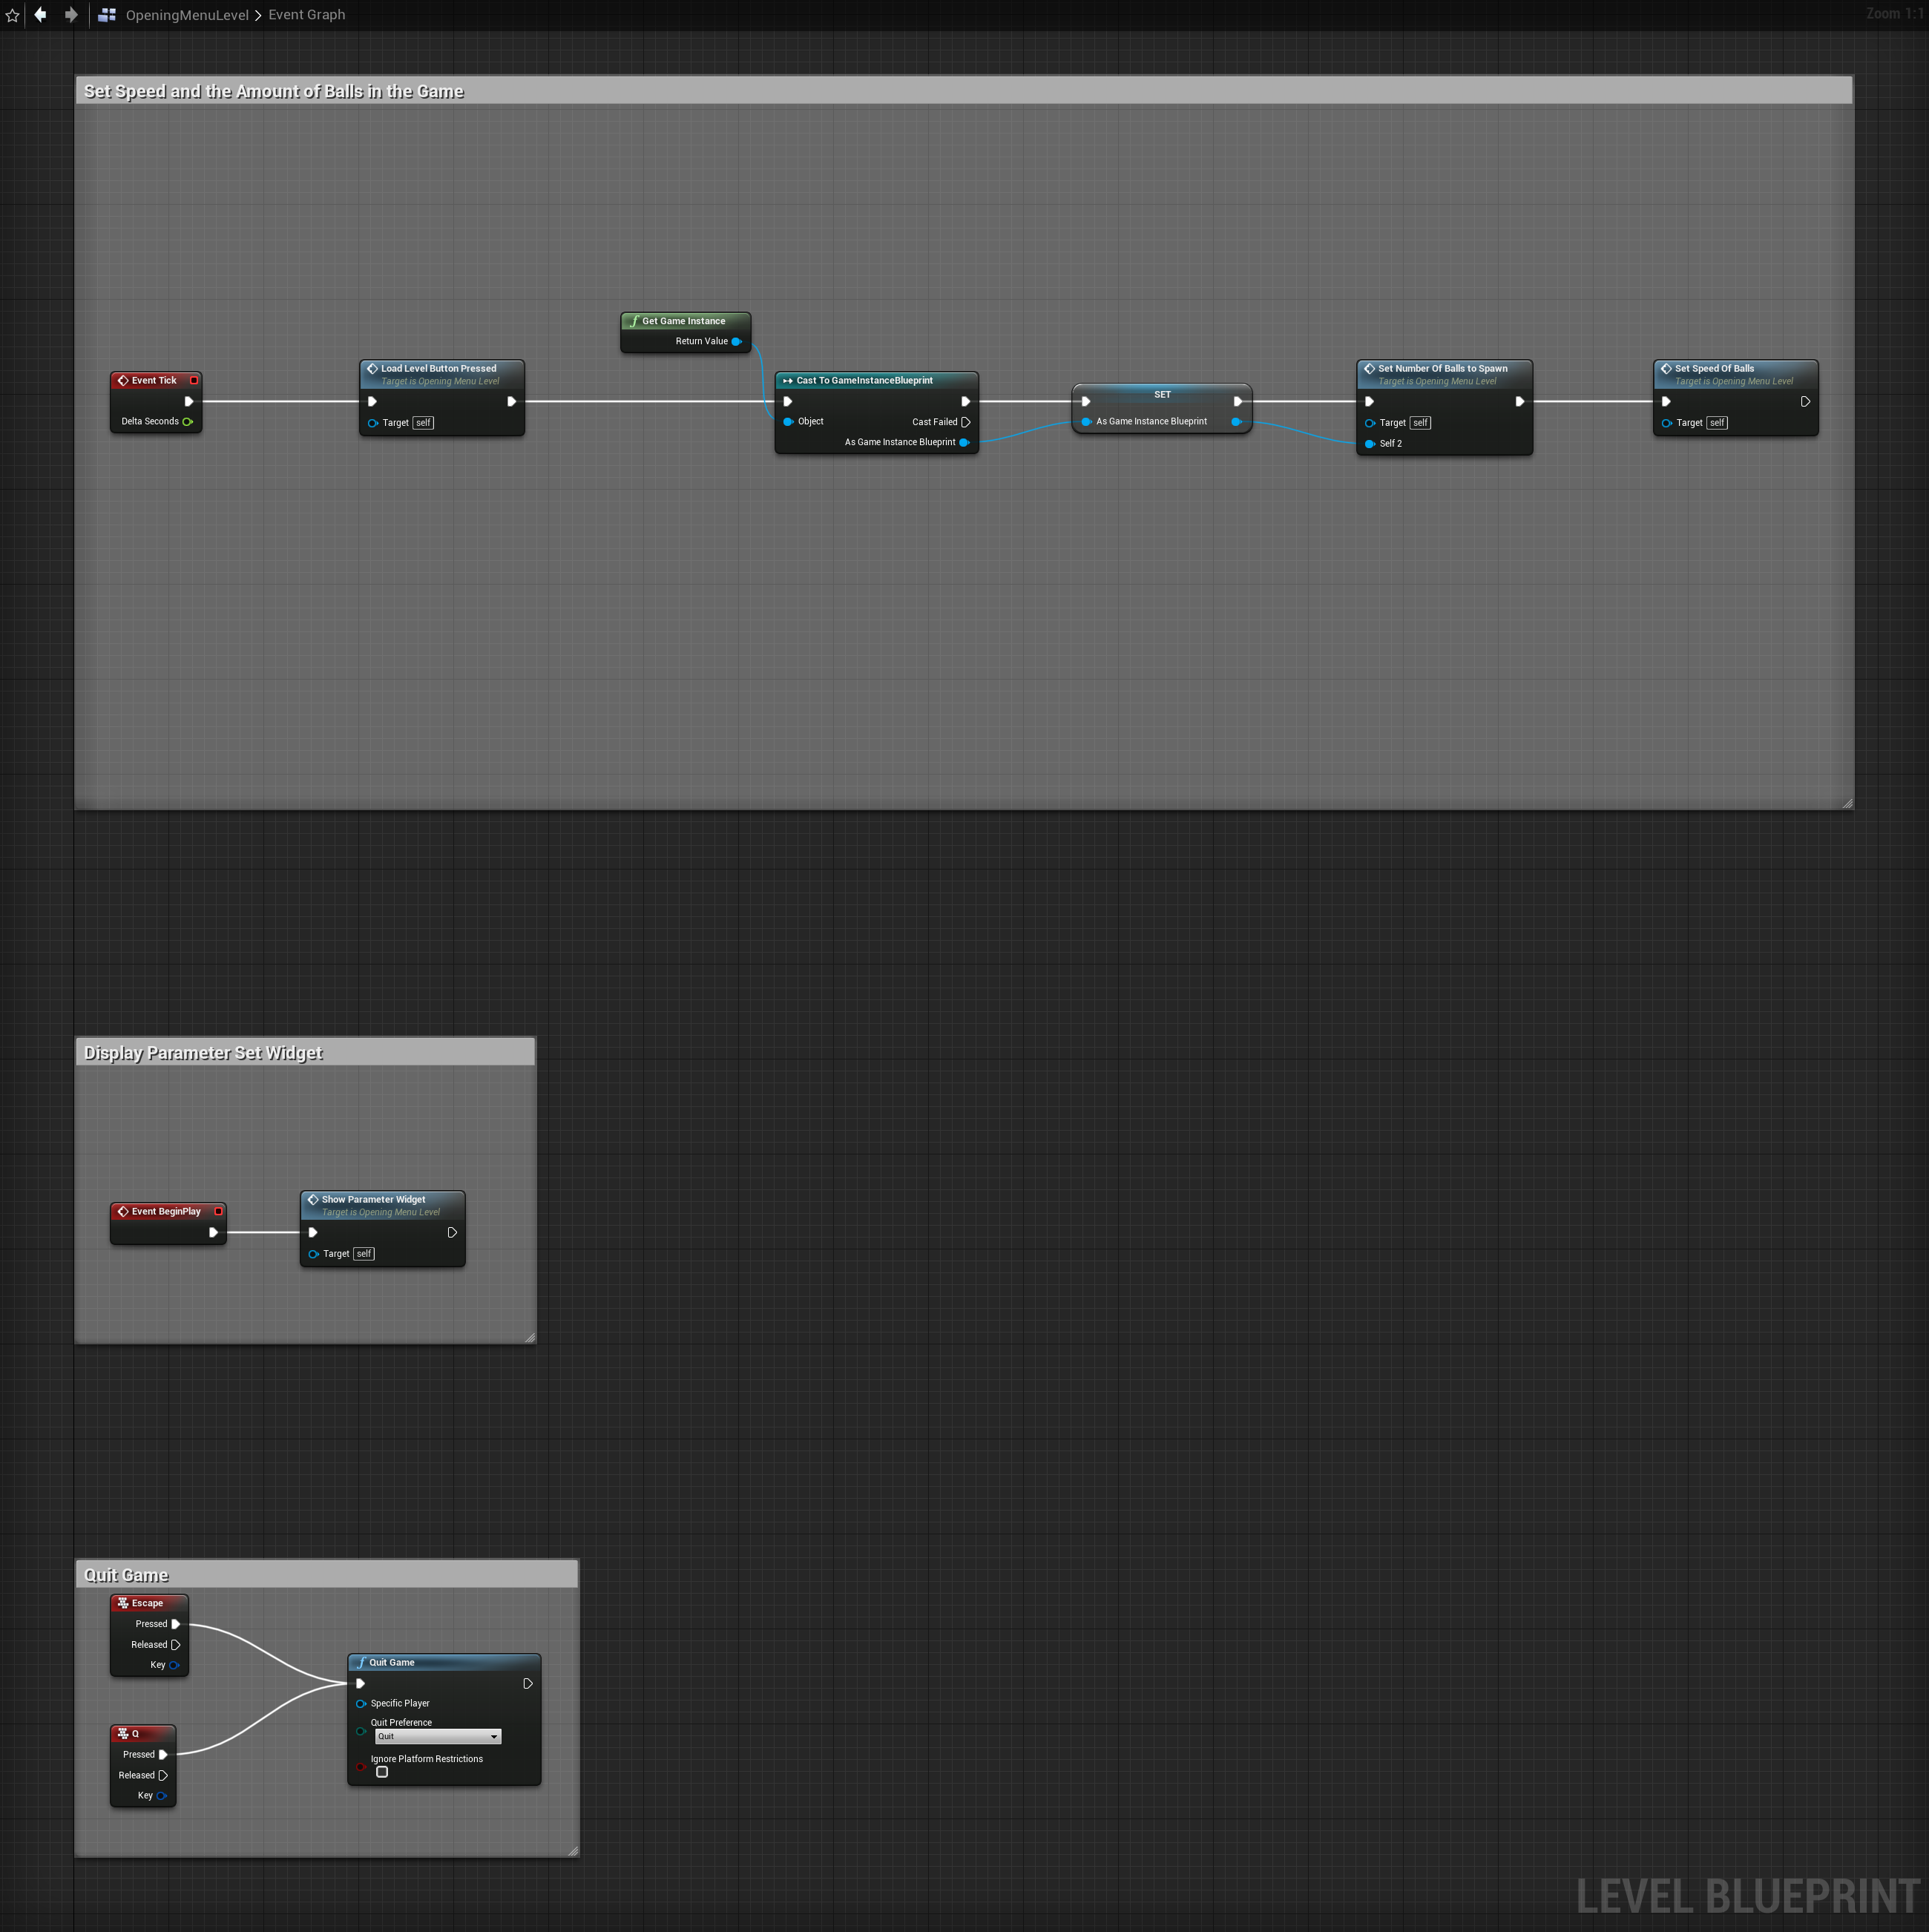 OpeningMenuLevel > Event Graph
Zoom 1:1
Set Speed and the Amount of Balls in the Game
Get Game Instance
Return Value
Event Tick
Delta Seconds
Load Level Button Pressed
Target is Opening Menu Level
Target self
Cast To GameInstanceBlueprint
Object
Cast Failed
As Game Instance Blueprint
SET
As Game Instance Blueprint
Set Number Of Balls to Spawn
Target is Opening Menu Level
Target self
Self 2
Set Speed Of Balls
Target is Opening Menu Level
Target self
Display Parameter Set Widget
Event BeginPlay
Show Parameter Widget
Target is Opening Menu Level
Target self
Quit Game
Escape
Pressed
Released
Key
Q
Pressed
Released
Key
Quit Game
Specific Player
Quit Preference
Quit
Ignore Platform Restrictions
LEVEL BLUEPRINT